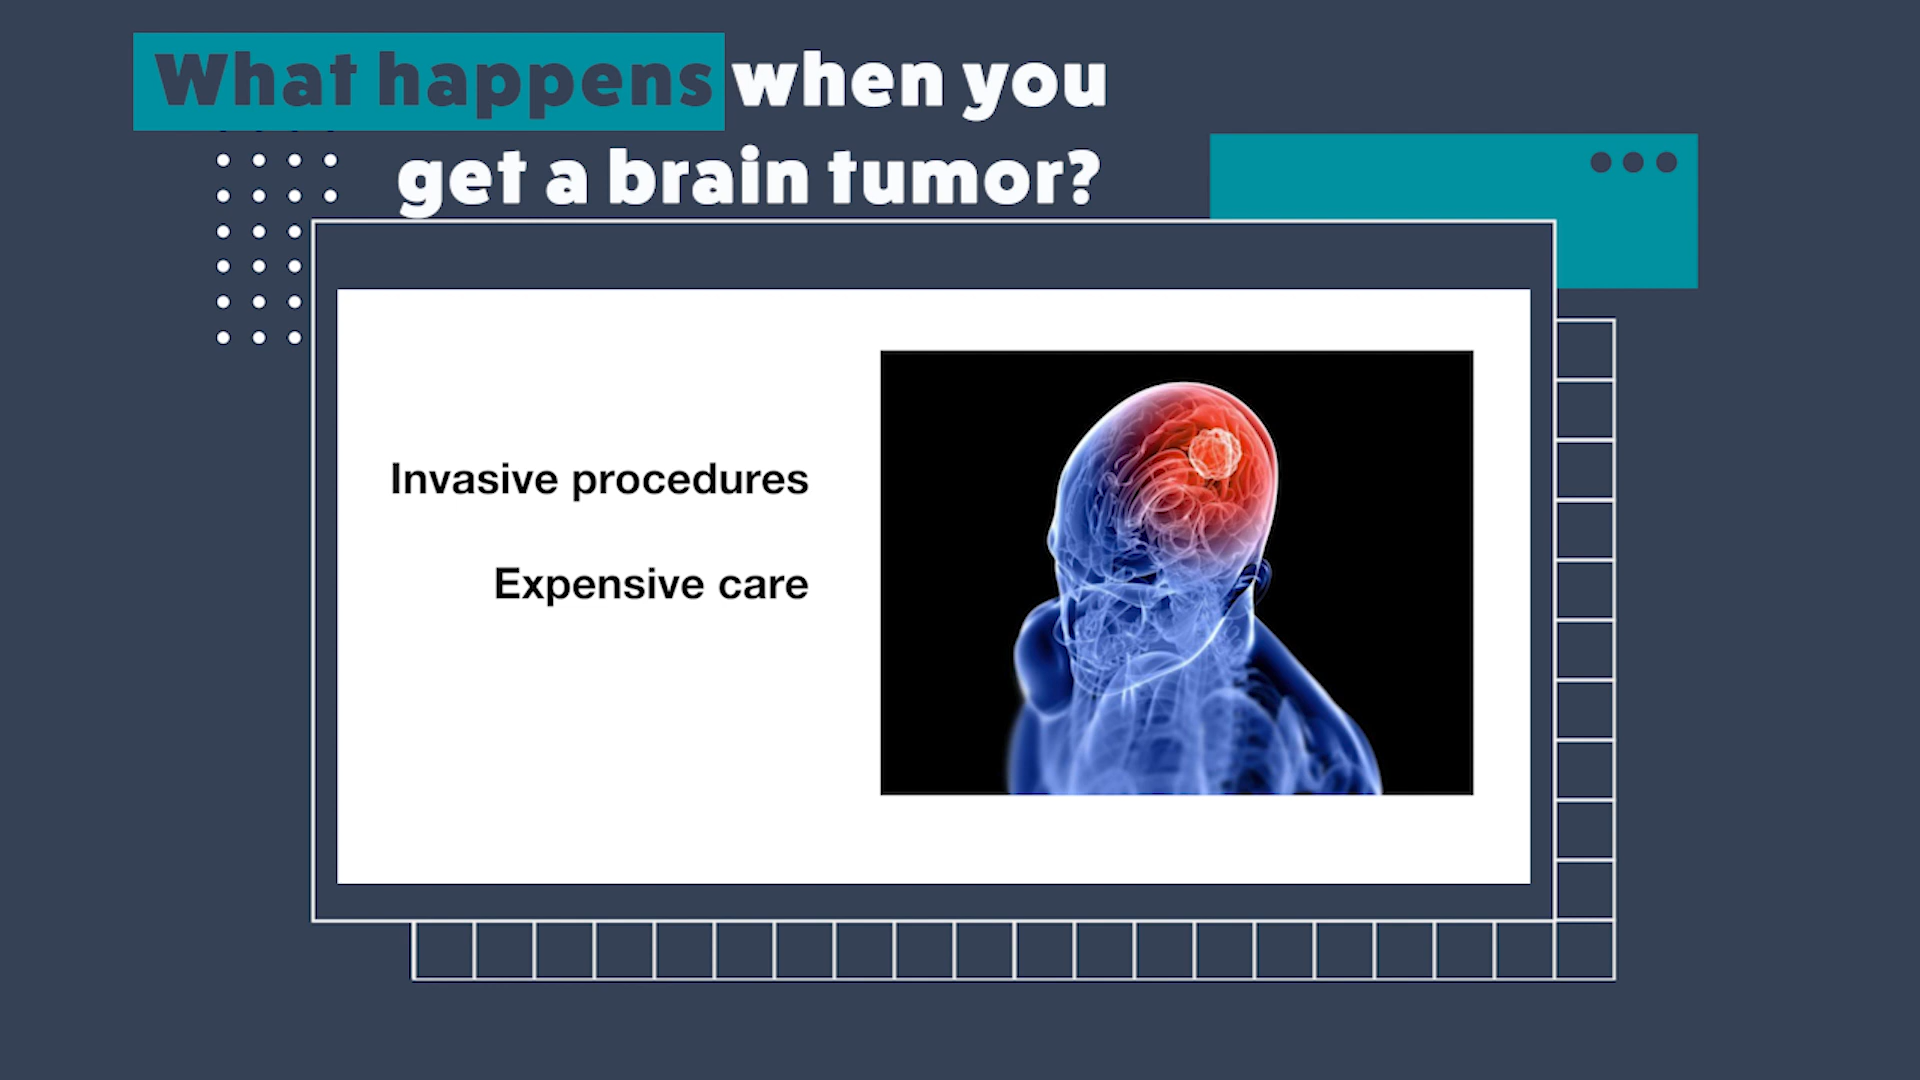 What happens when you
get a brain tumor?
Invasive procedures
Expensive care